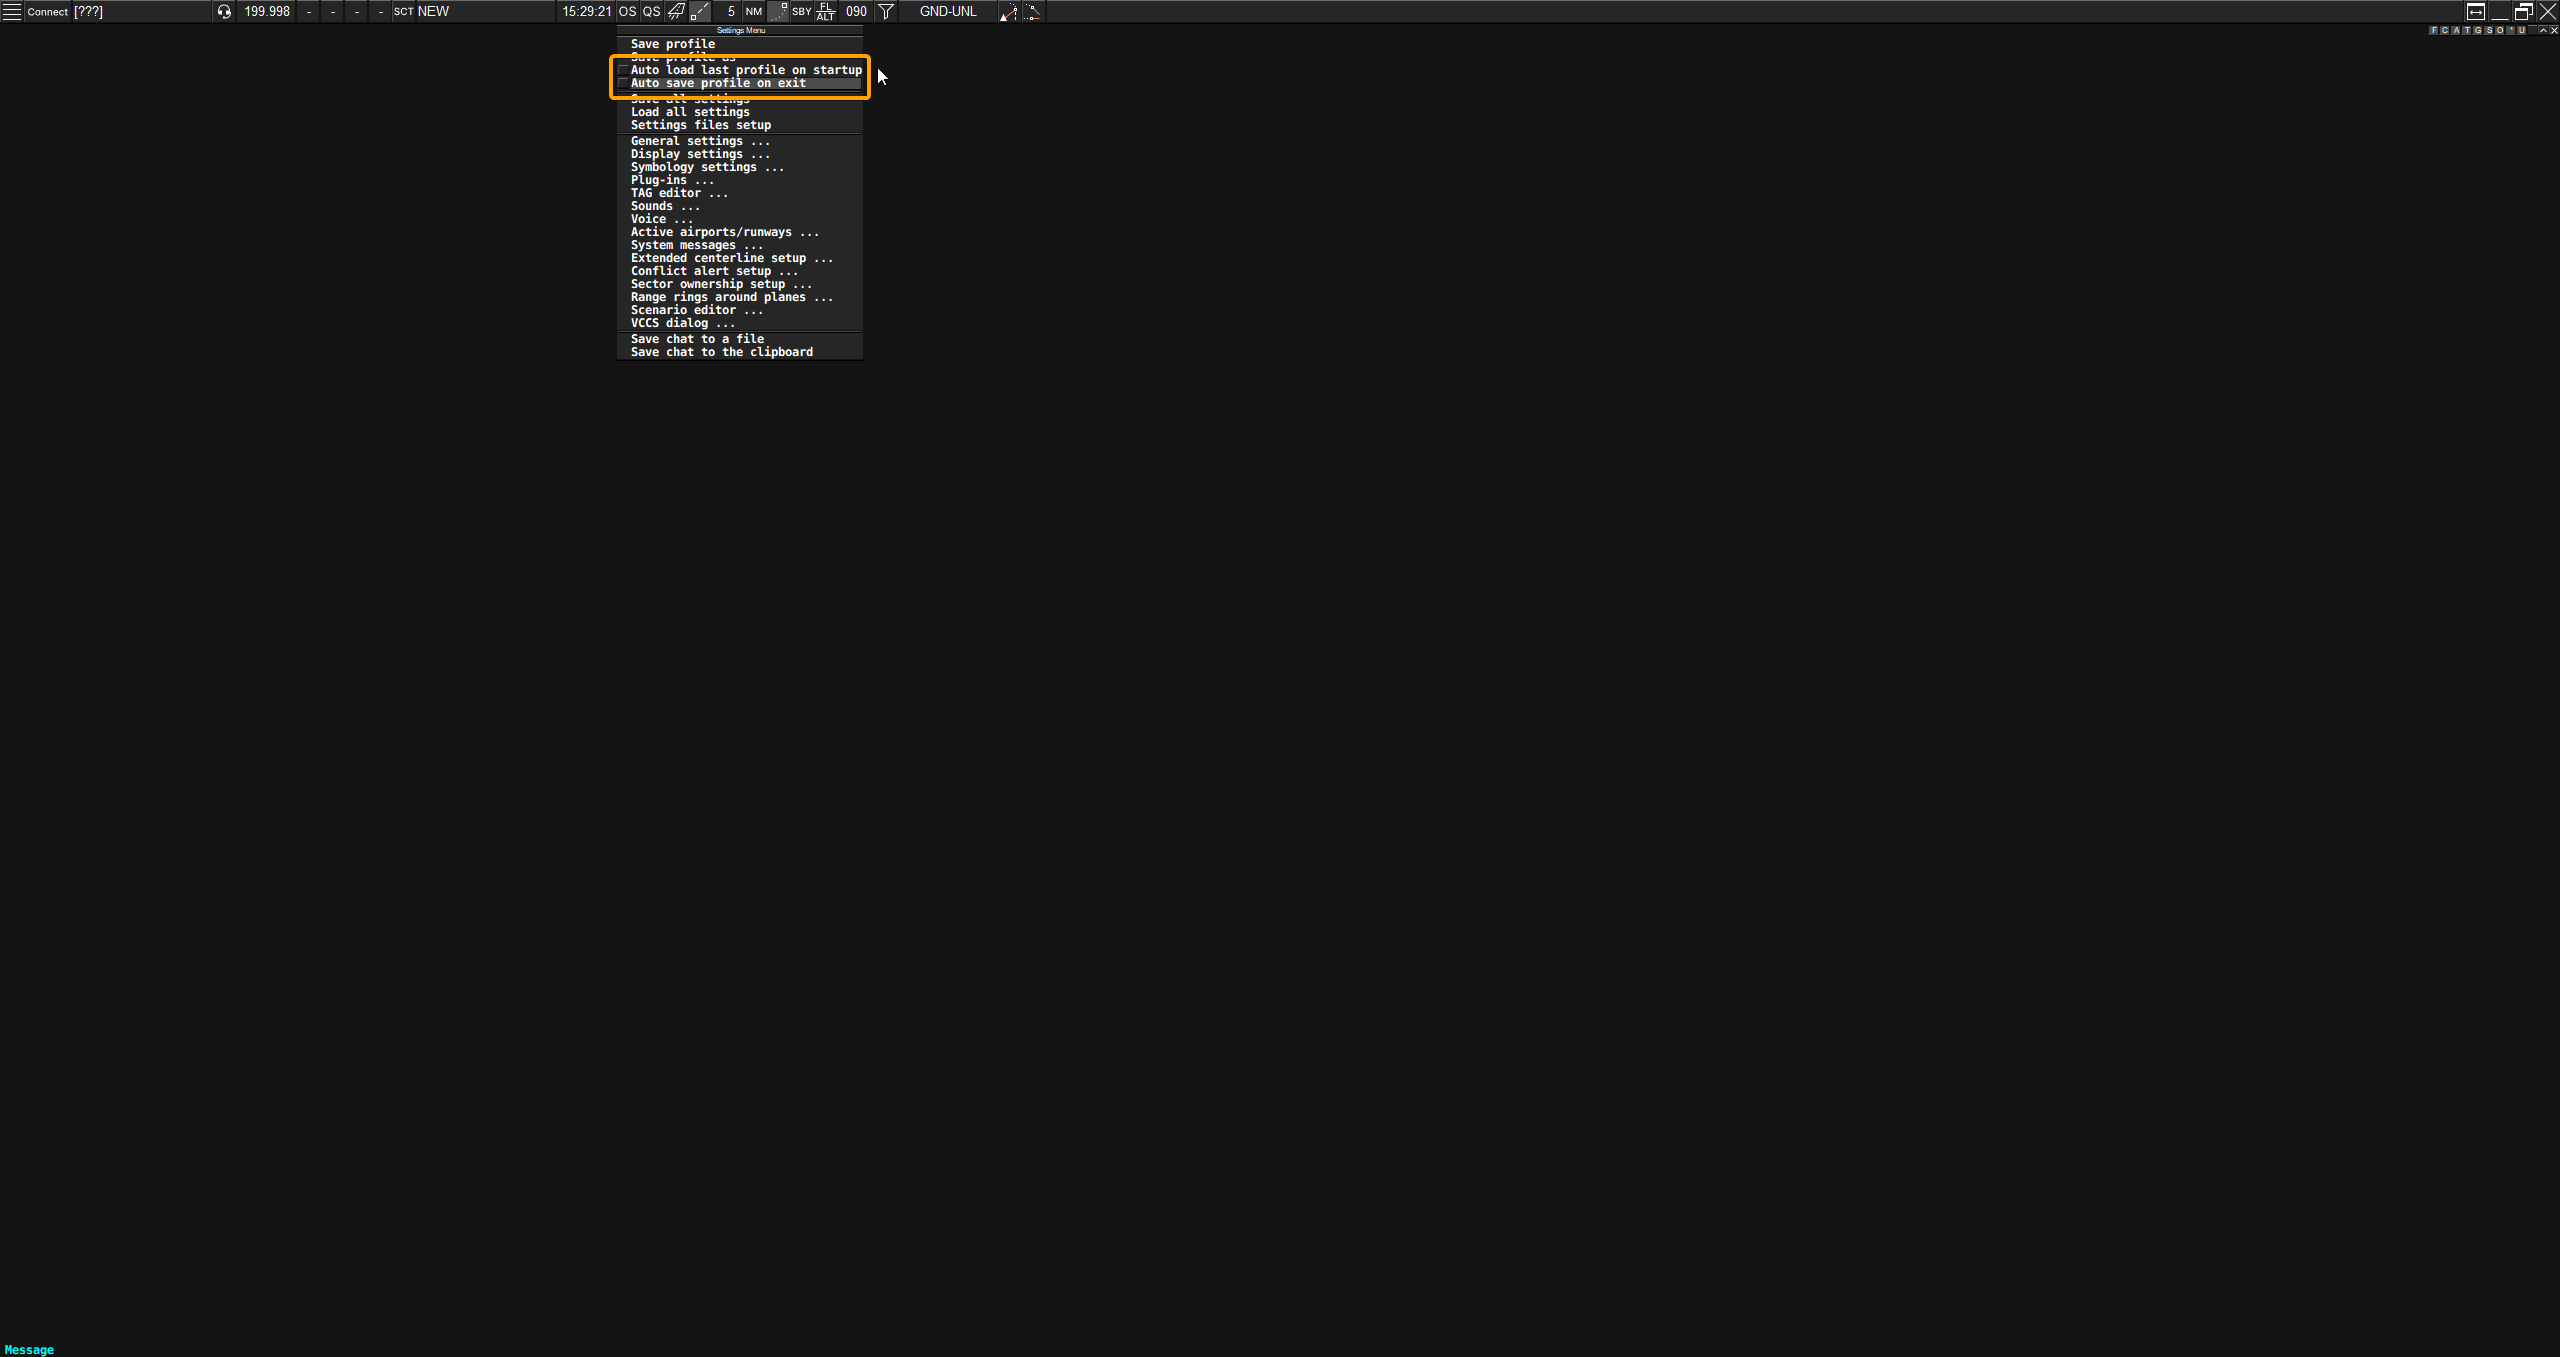 Connect [???] 199.998 - - - - SCT NEW 15:29:21 OS QS 5 NM SBY FL ALT 090 GND-UNL
F C A T G S O * U
Settings Menu
Save profile
Save profile as
Auto load last profile on startup
Auto save profile on exit
Save all settings
Load all settings
Settings files setup
General settings ...
Display settings ...
Symbology settings ...
Plug-ins ...
TAG editor ...
Sounds ...
Voice ...
Active airports/runways ...
System messages ...
Extended centerline setup ...
Conflict alert setup ...
Sector ownership setup ...
Range rings around planes ...
Scenario editor ...
VCCS dialog ...
Save chat to a file
Save chat to the clipboard
Message